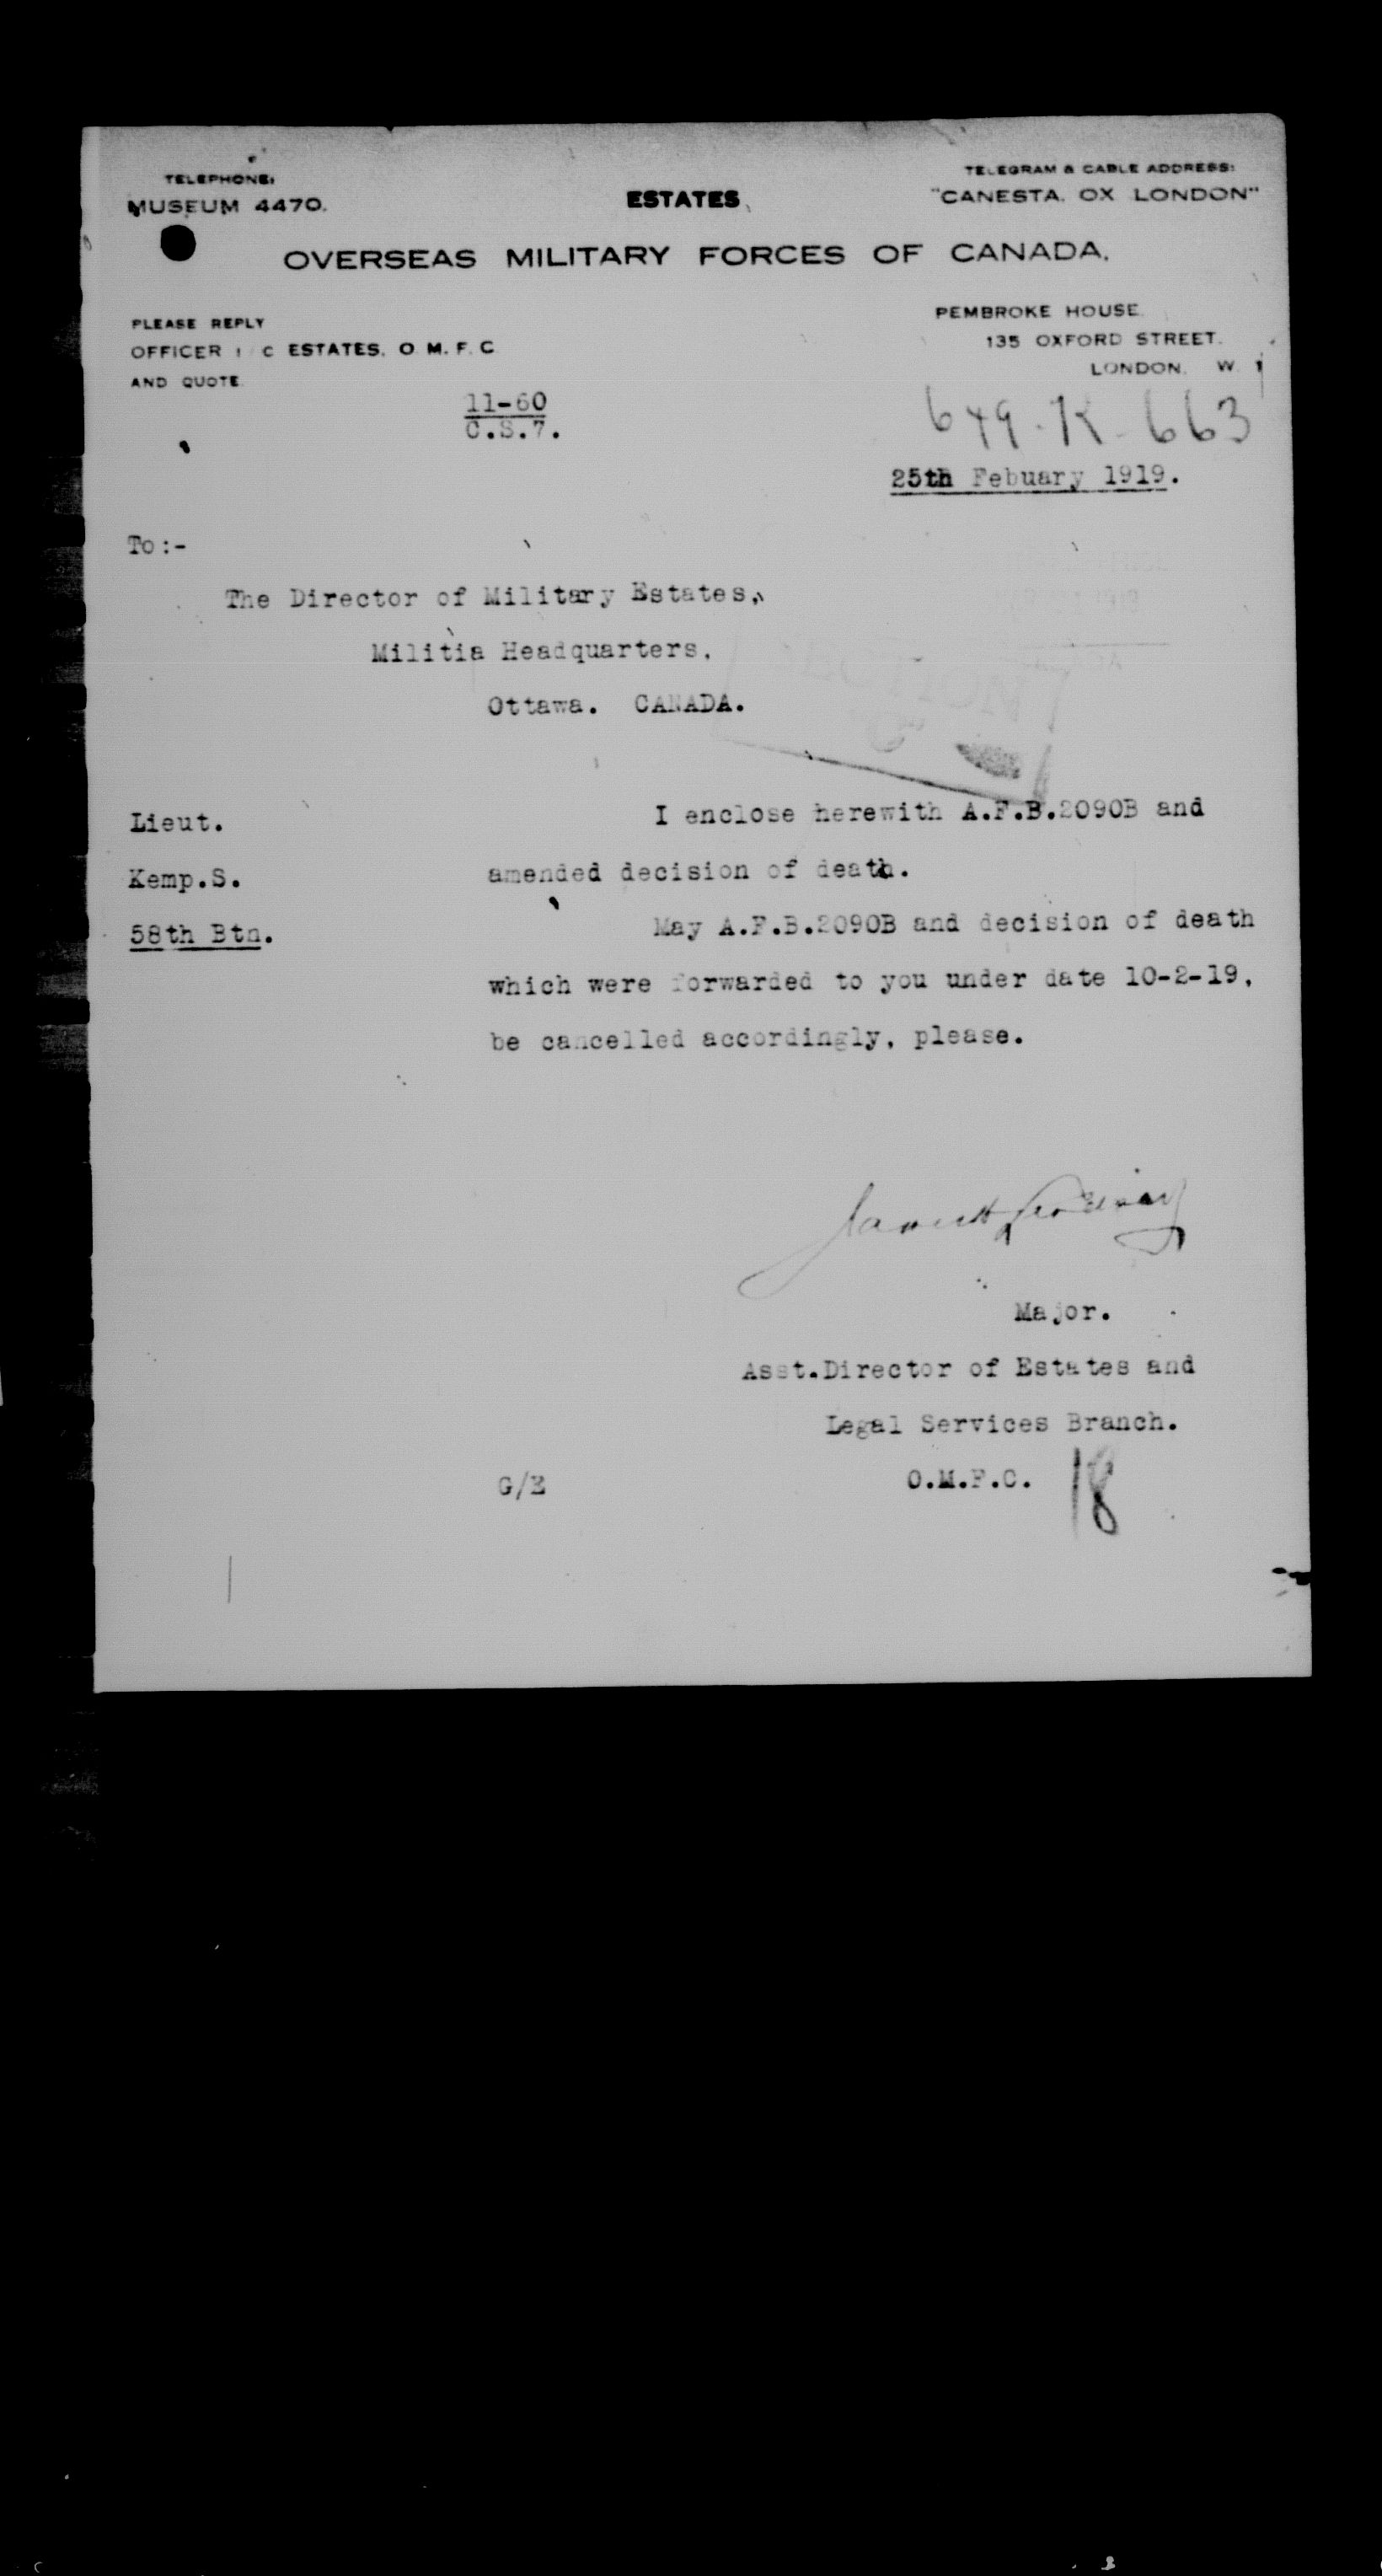 TELEPHONE:
MUSEUM 4470.
ESTATES
TELEGRAM & CABLE ADDRESS:
"CANESTA. OX LONDON"
OVERSEAS MILITARY FORCES OF CANADA.
PLEASE REPLY
OFFICER I C ESTATES. O. M. F. C.
AND QUOTE
PEMBROKE HOUSE
135 OXFORD STREET.
LONDON. W. 1
11-60
C.S.7.
649-K-663
25th Febuary 1919.
To:-
The Director of Military Estates,
Militia Headquarters,
Ottawa. CANADA.
SECTION
Lieut.
Kemp.S.
58th Btn.
I enclose herewith A.F.B.2090B and
amended decision of death.
May A.F.B.2090B and decision of death
which were forwarded to you under date 10-2-19,
be cancelled accordingly, please.
Major.
Asst.Director of Estates and
Legal Services Branch.
O.M.F.C.
18
G/E